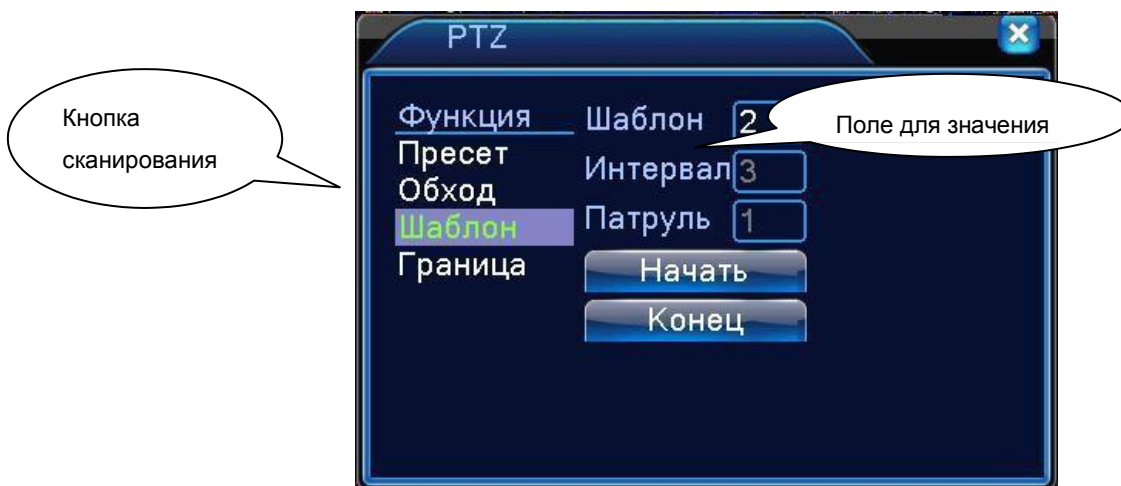 PTZ
Кнопка
сканирования
Функция
Пресет
Обход
Шаблон
Граница
Шаблон 2
Интервал 3
Патруль 1
Начать
Конец
Поле для значения